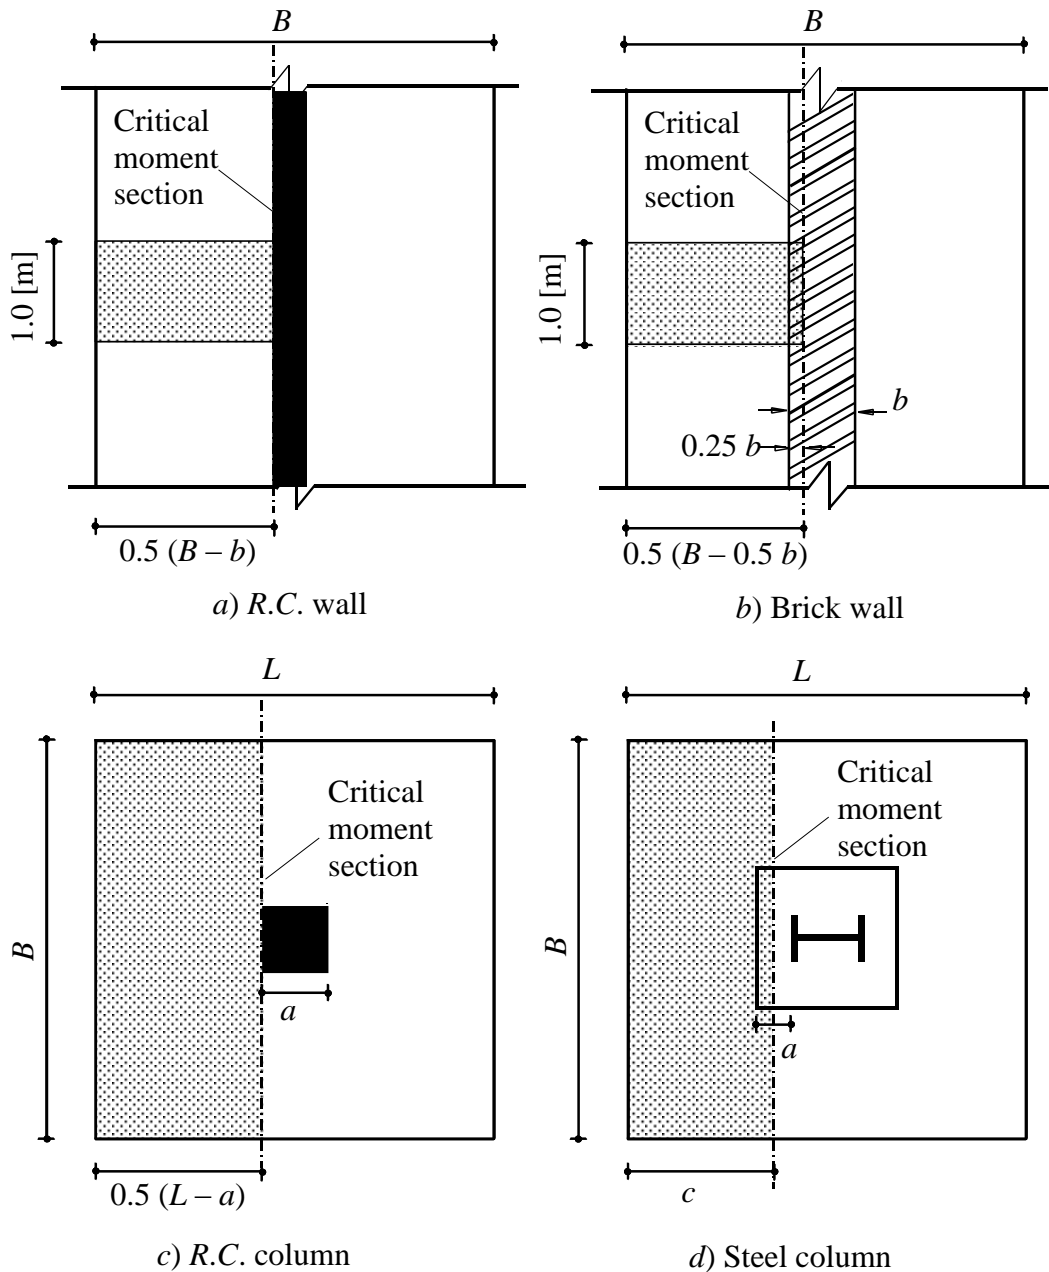 B
Critical
moment
section
1.0 [m]
0.5 (B – b)
a) R.C. wall
B
Critical
moment
section
1.0 [m]
b
0.25 b
0.5 (B – 0.5 b)
b) Brick wall
L
B
Critical
moment
section
a
0.5 (L – a)
c) R.C. column
L
B
Critical
moment
section
a
c
d) Steel column